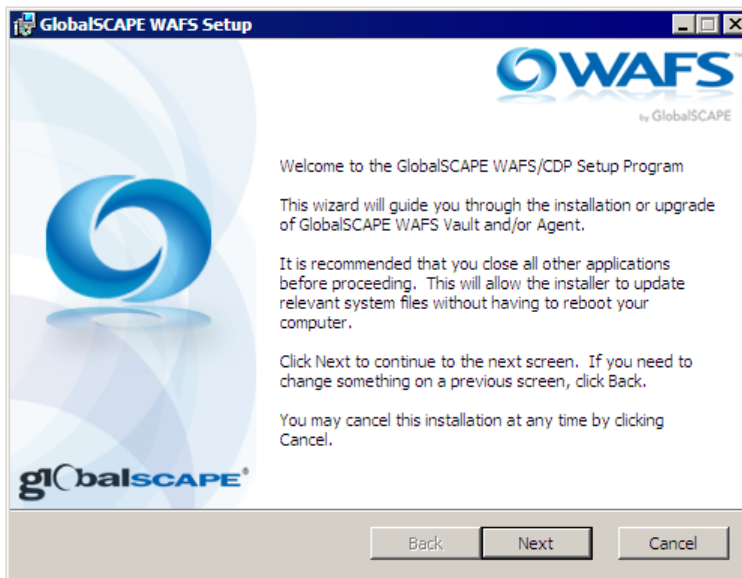 GlobalSCAPE WAFS Setup
WAFS™
by GlobalSCAPE
Welcome to the GlobalSCAPE WAFS/CDP Setup Program
This wizard will guide you through the installation or upgrade
of GlobalSCAPE WAFS Vault and/or Agent.
It is recommended that you close all other applications
before proceeding.  This will allow the installer to update
relevant system files without having to reboot your
computer.
Click Next to continue to the next screen.  If you need to
change something on a previous screen, click Back.
You may cancel this installation at any time by clicking
Cancel.
globalSCAPE®
Back Next Cancel